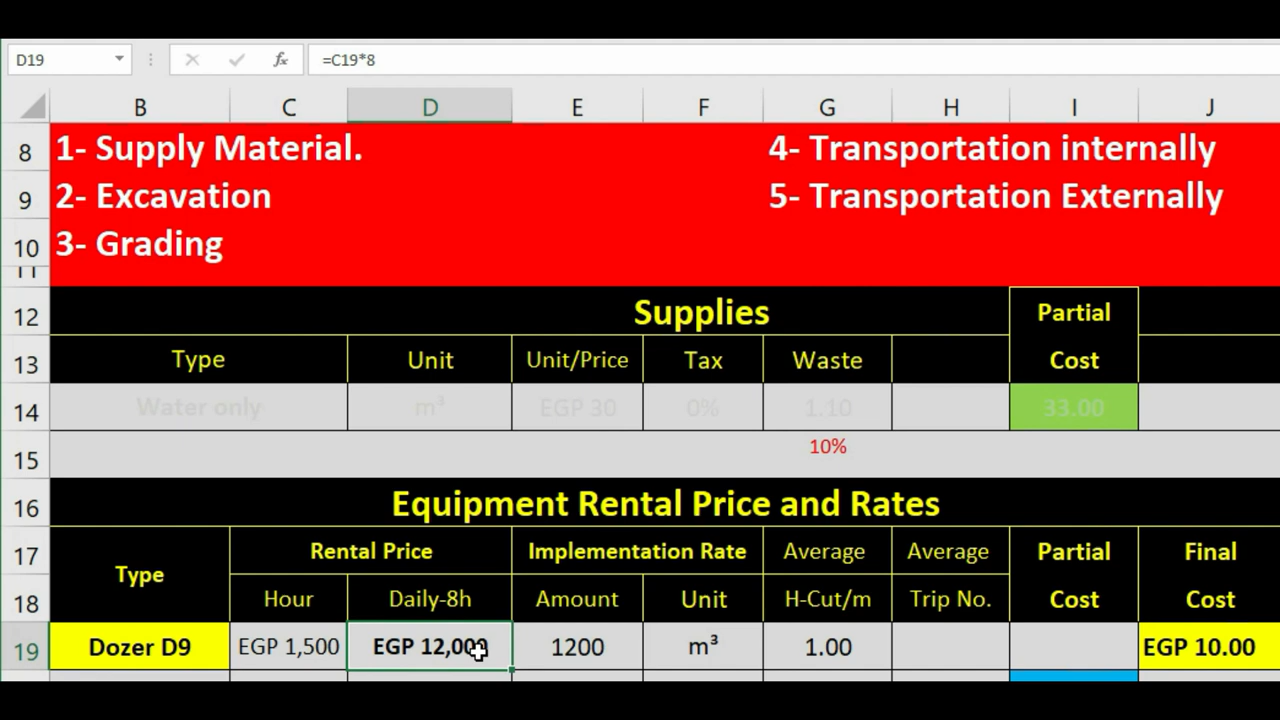 D19 =C19*8
B C D E F G H I J
8 1- Supply Material. 4- Transportation internally
9 2- Excavation 5- Transportation Externally
10 3- Grading
11
12 Supplies Partial
13 Type Unit Unit/Price Tax Waste Cost
14 Water only m³ EGP 30 0% 1.10 33.00
15 10%
16 Equipment Rental Price and Rates
17 Rental Price Implementation Rate Average Average Partial Final
Type
18 Hour Daily-8h Amount Unit H-Cut/m Trip No. Cost Cost
19 Dozer D9 EGP 1,500 EGP 12,000 1200 m³ 1.00 EGP 10.00